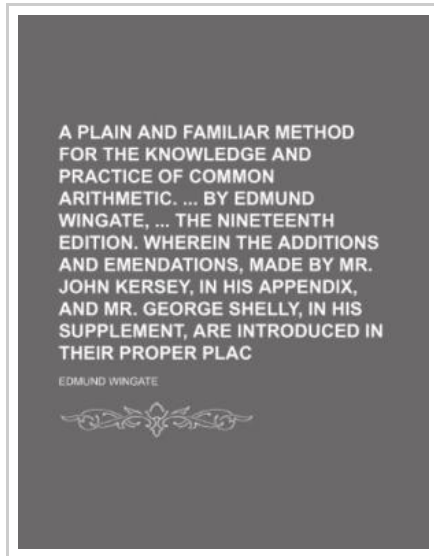 A PLAIN AND FAMILIAR METHOD
FOR THE KNOWLEDGE AND
PRACTICE OF COMMON
ARITHMETIC. ... BY EDMUND
WINGATE, ... THE NINETEENTH
EDITION. WHEREIN THE ADDITIONS
AND EMENDATIONS, MADE BY MR.
JOHN KERSEY, IN HIS APPENDIX,
AND MR. GEORGE SHELLY, IN HIS
SUPPLEMENT, ARE INTRODUCED IN
THEIR PROPER PLAC
EDMUND WINGATE